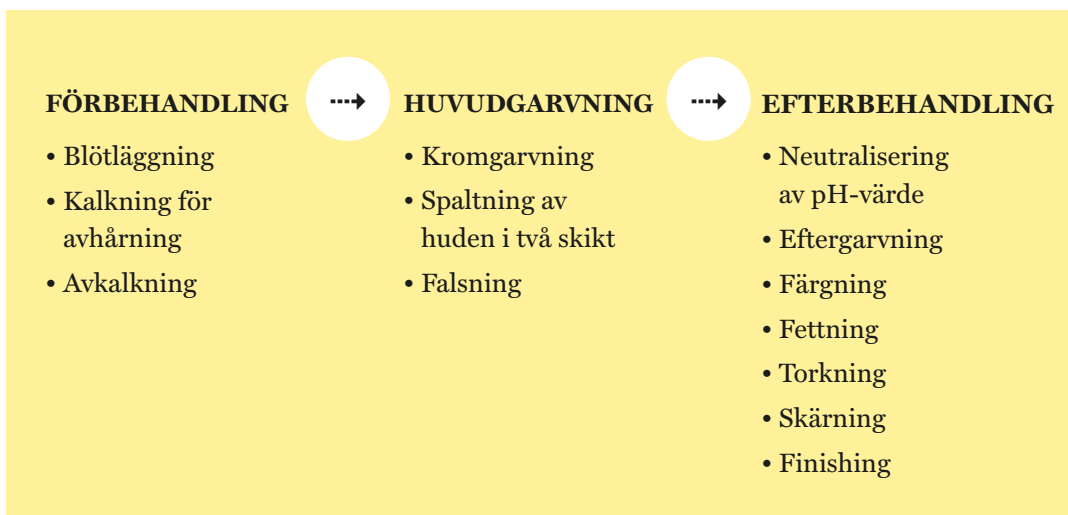 FÖRBEHANDLING
• Blötläggning
• Kalkning för
avhårning
• Avkalkning
HUVUDGARVNING
• Kromgarvning
• Spaltning av
huden i två skikt
• Falsning
EFTERBEHANDLING
• Neutralisering
av pH-värde
• Eftergarvning
• Färgning
• Fettning
• Torkning
• Skärning
• Finishing